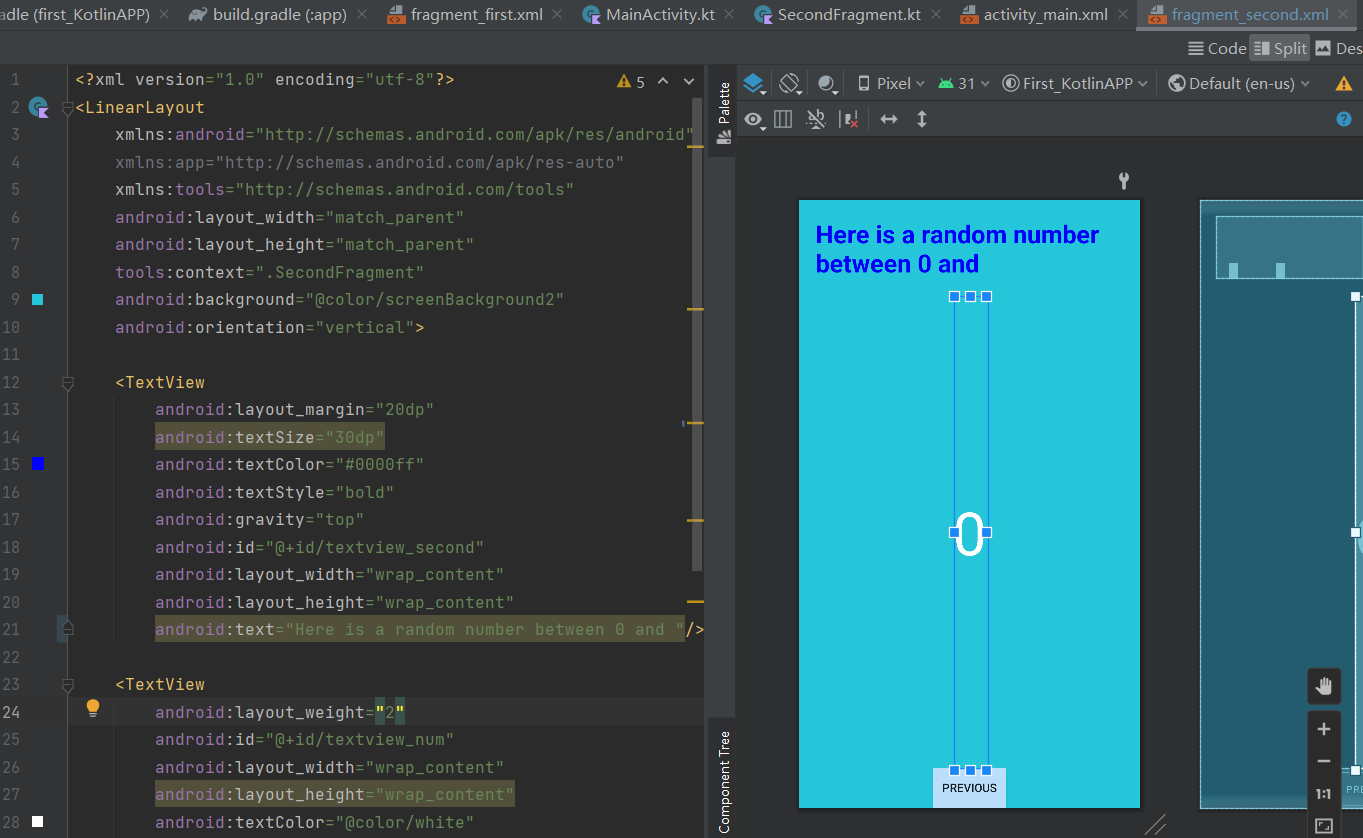 adle (first_KotlinAPP) build.gradle (:app) fragment_first.xml MainActivity.kt SecondFragment.kt activity_main.xml fragment_second.xml
Code Split Des
1 <?xml version="1.0" encoding="utf-8"?> 5
Pixel 31 First_KotlinAPP Default (en-us)
Palette
2 <LinearLayout
3 xmlns:android="http://schemas.android.com/apk/res/android"
4 xmlns:app="http://schemas.android.com/apk/res-auto"
5 xmlns:tools="http://schemas.android.com/tools"
6 android:layout_width="match_parent"
7 android:layout_height="match_parent"
8 tools:context=".SecondFragment"
9 android:background="@color/screenBackground2"
10 android:orientation="vertical">
11
12 <TextView
13 android:layout_margin="20dp"
14 android:textSize="30dp"
15 android:textColor="#0000ff"
16 android:textStyle="bold"
17 android:gravity="top"
18 android:id="@+id/textview_second"
19 android:layout_width="wrap_content"
20 android:layout_height="wrap_content"
21 android:text="Here is a random number between 0 and "/>
22
23 <TextView
24 android:layout_weight="2"
25 android:id="@+id/textview_num"
26 android:layout_width="wrap_content"
27 android:layout_height="wrap_content"
28 android:textColor="@color/white"
Component Tree
Here is a random number
between 0 and
0
PREVIOUS
PRE
1:1